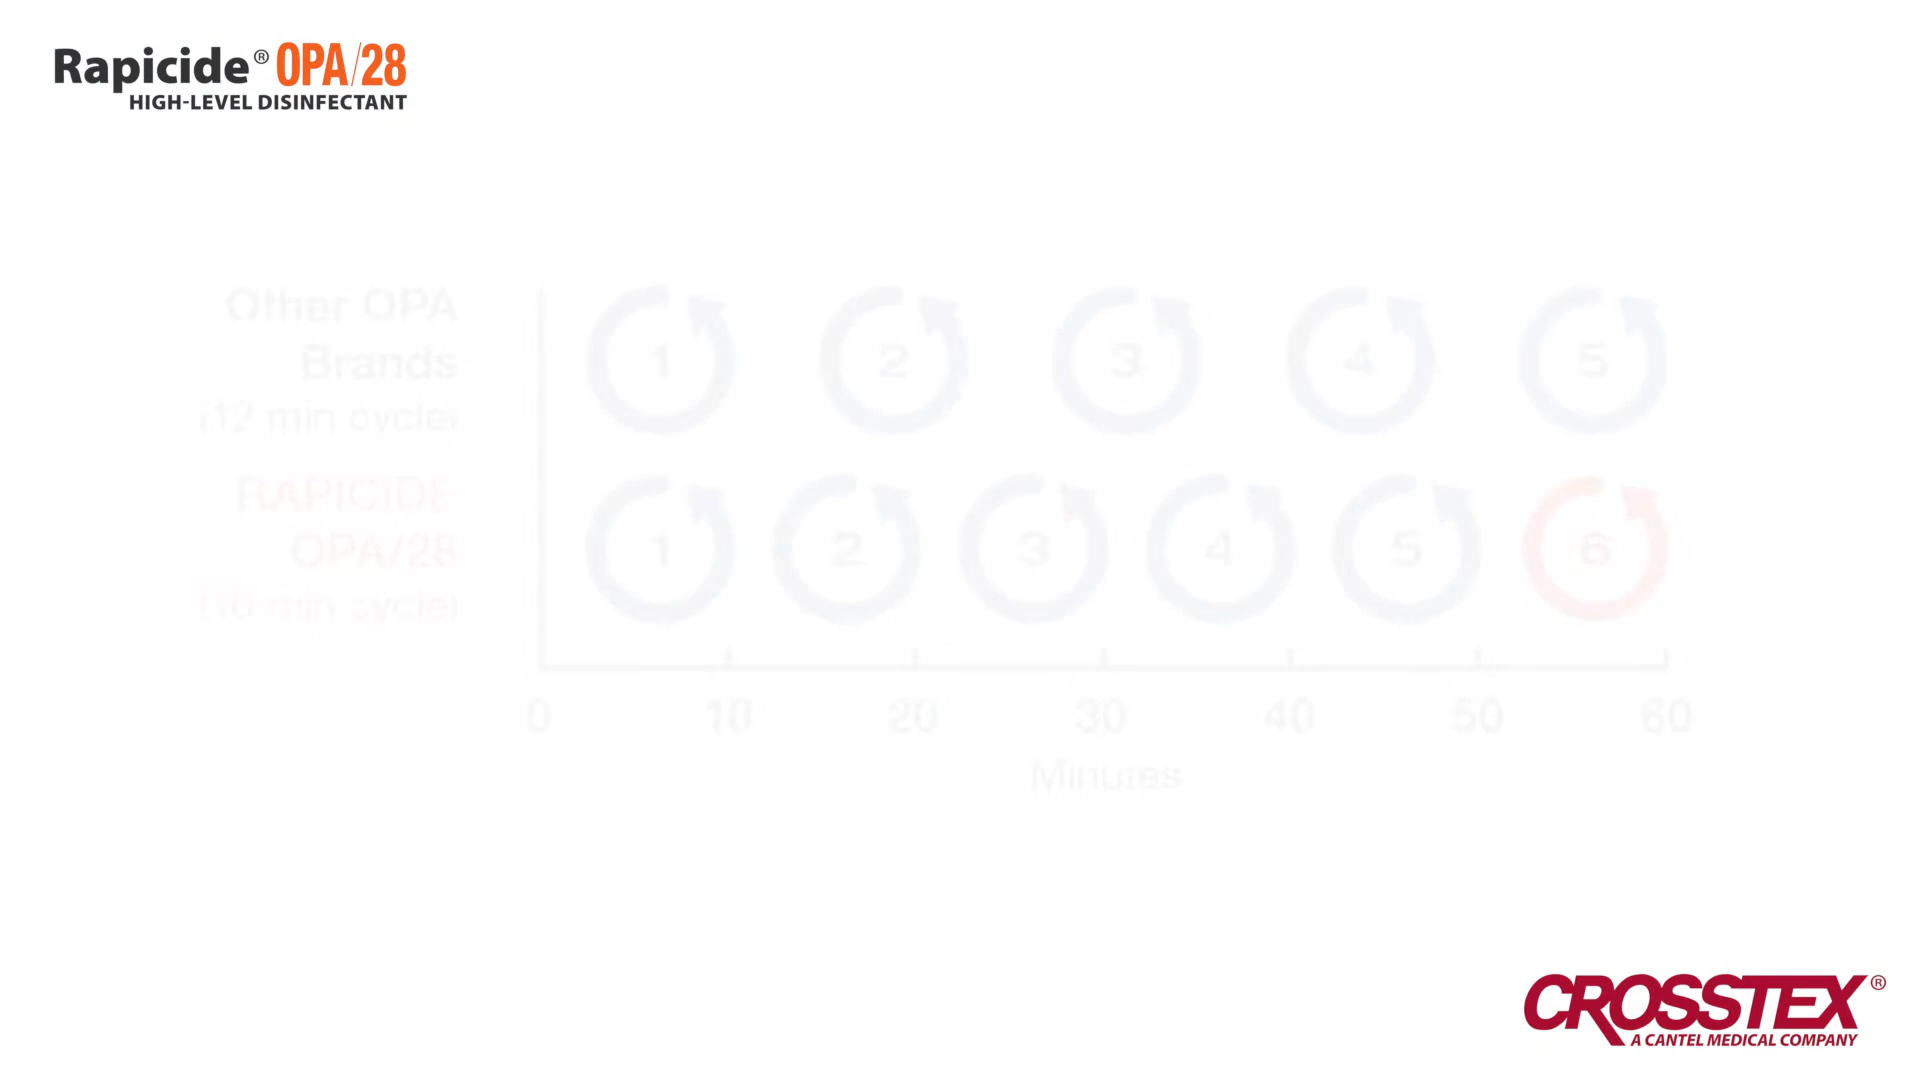 Rapicide® OPA/28
HIGH-LEVEL DISINFECTANT
Other OPA
Brands
(12 min cycle)
1 2 3 4 5
RAPICIDE
OPA/28
(10 min cycle)
1 2 3 4 5 6
0 10 20 30 40 50 60
Minutes
CROSSTEX®
A CANTEL MEDICAL COMPANY